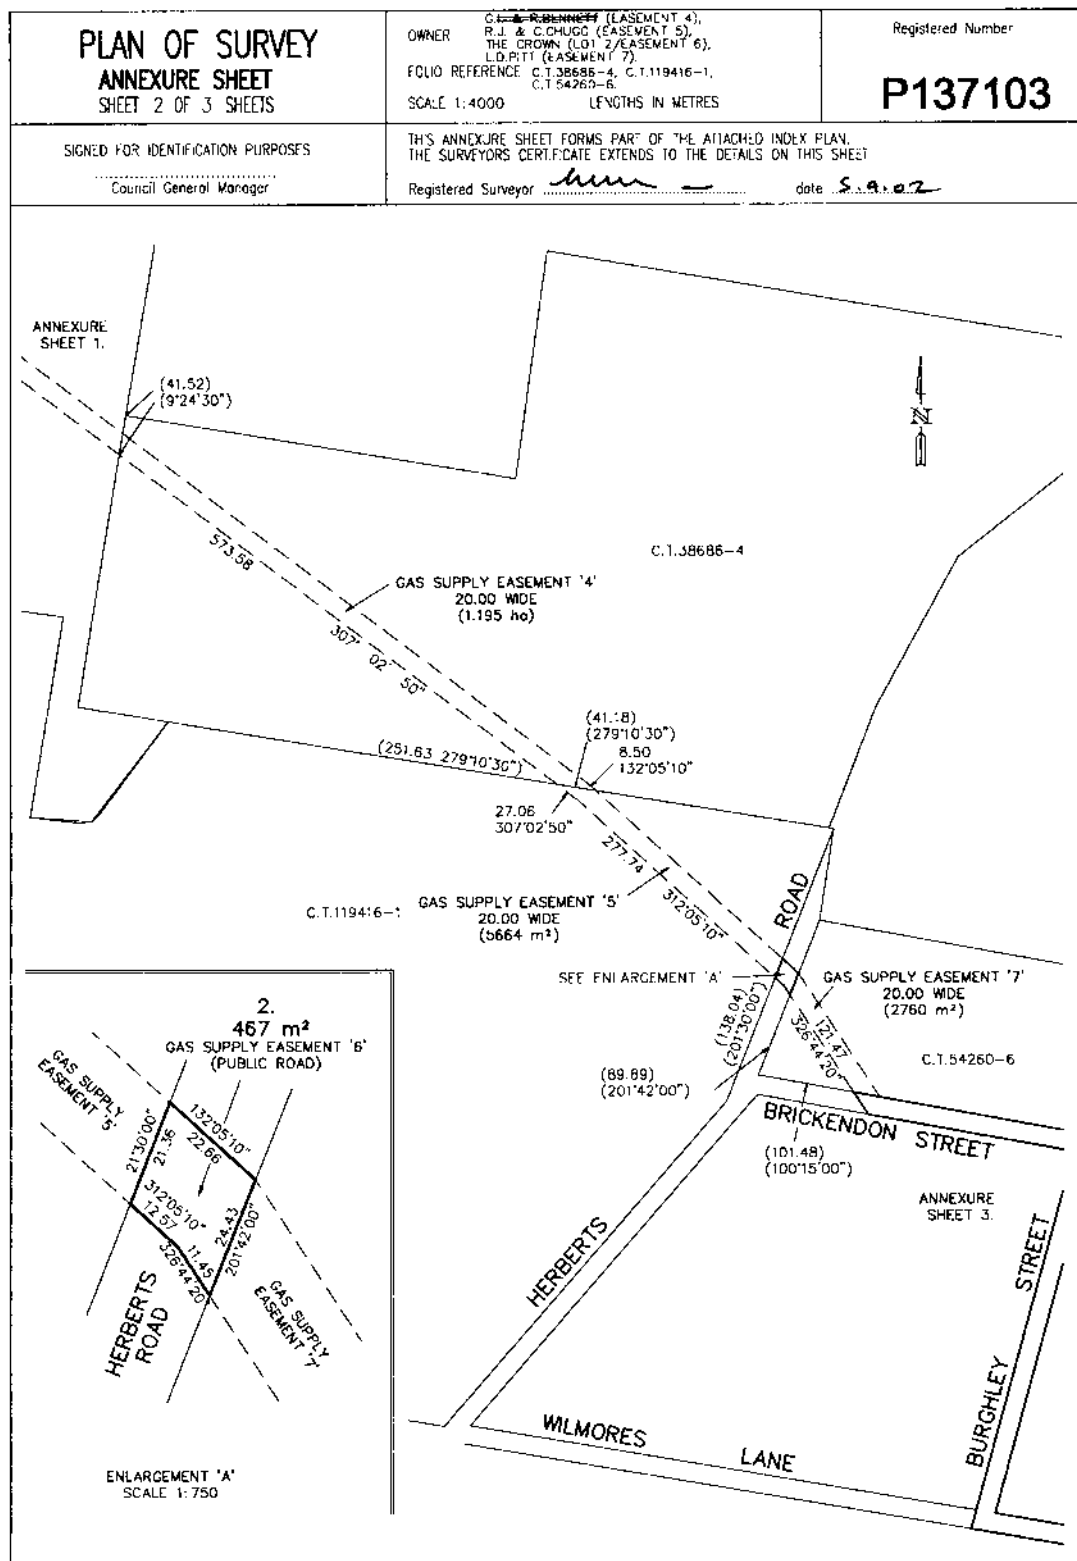 PLAN OF SURVEY
ANNEXURE SHEET
SHEET 2 OF 3 SHEETS
OWNER
& R.BENNETT (EASEMENT 4),
R.J. & C.CHUGG (EASEMENT 5),
THE CROWN (LOT 2/EASEMENT 6),
L.D.PITT (EASEMENT 7).
FOLIO REFERENCE C.T.38686-4, C.T.119416-1,
C.T.54260-6.
SCALE 1:4000 LENGTHS IN METRES
Registered Number
P137103
SIGNED FOR IDENTIFICATION PURPOSES
Council General Manager
THIS ANNEXURE SHEET FORMS PART OF THE ATTACHED INDEX PLAN.
THE SURVEYORS CERTIFICATE EXTENDS TO THE DETAILS ON THIS SHEET
Registered Surveyor date 5.9.02
ANNEXURE
SHEET 1.
(41.52)
(9°24'30")
N
573.58
C.T.38686-4
GAS SUPPLY EASEMENT '4'
20.00 WIDE
(1.195 ha)
307° 02' 50"
(41.18)
(279°10'30")
8.50
132°05'10"
(251.63 279°10'30")
27.06
307°02'50"
277.74
312°05'10"
ROAD
C.T.119416-1
GAS SUPPLY EASEMENT '5'
20.00 WIDE
(5664 m²)
SEE ENLARGEMENT 'A'
GAS SUPPLY EASEMENT '7'
20.00 WIDE
(2760 m²)
(138.04)
(201°30'00")
121.47
326°44'20"
C.T.54260-6
(89.89)
(201°42'00")
BRICKENDON STREET
(101.48)
(100°15'00")
ANNEXURE
SHEET 3.
HERBERTS
BURGHLEY STREET
WILMORES LANE
2.
467 m²
GAS SUPPLY EASEMENT '6'
(PUBLIC ROAD)
GAS SUPPLY
EASEMENT '5'
21°30'00"
21.36
132°05'10"
22.66
312°05'10"
12.57
11.45
326°44'20"
24.43
201°42'00"
GAS SUPPLY
EASEMENT '7'
HERBERTS
ROAD
ENLARGEMENT 'A'
SCALE 1:750